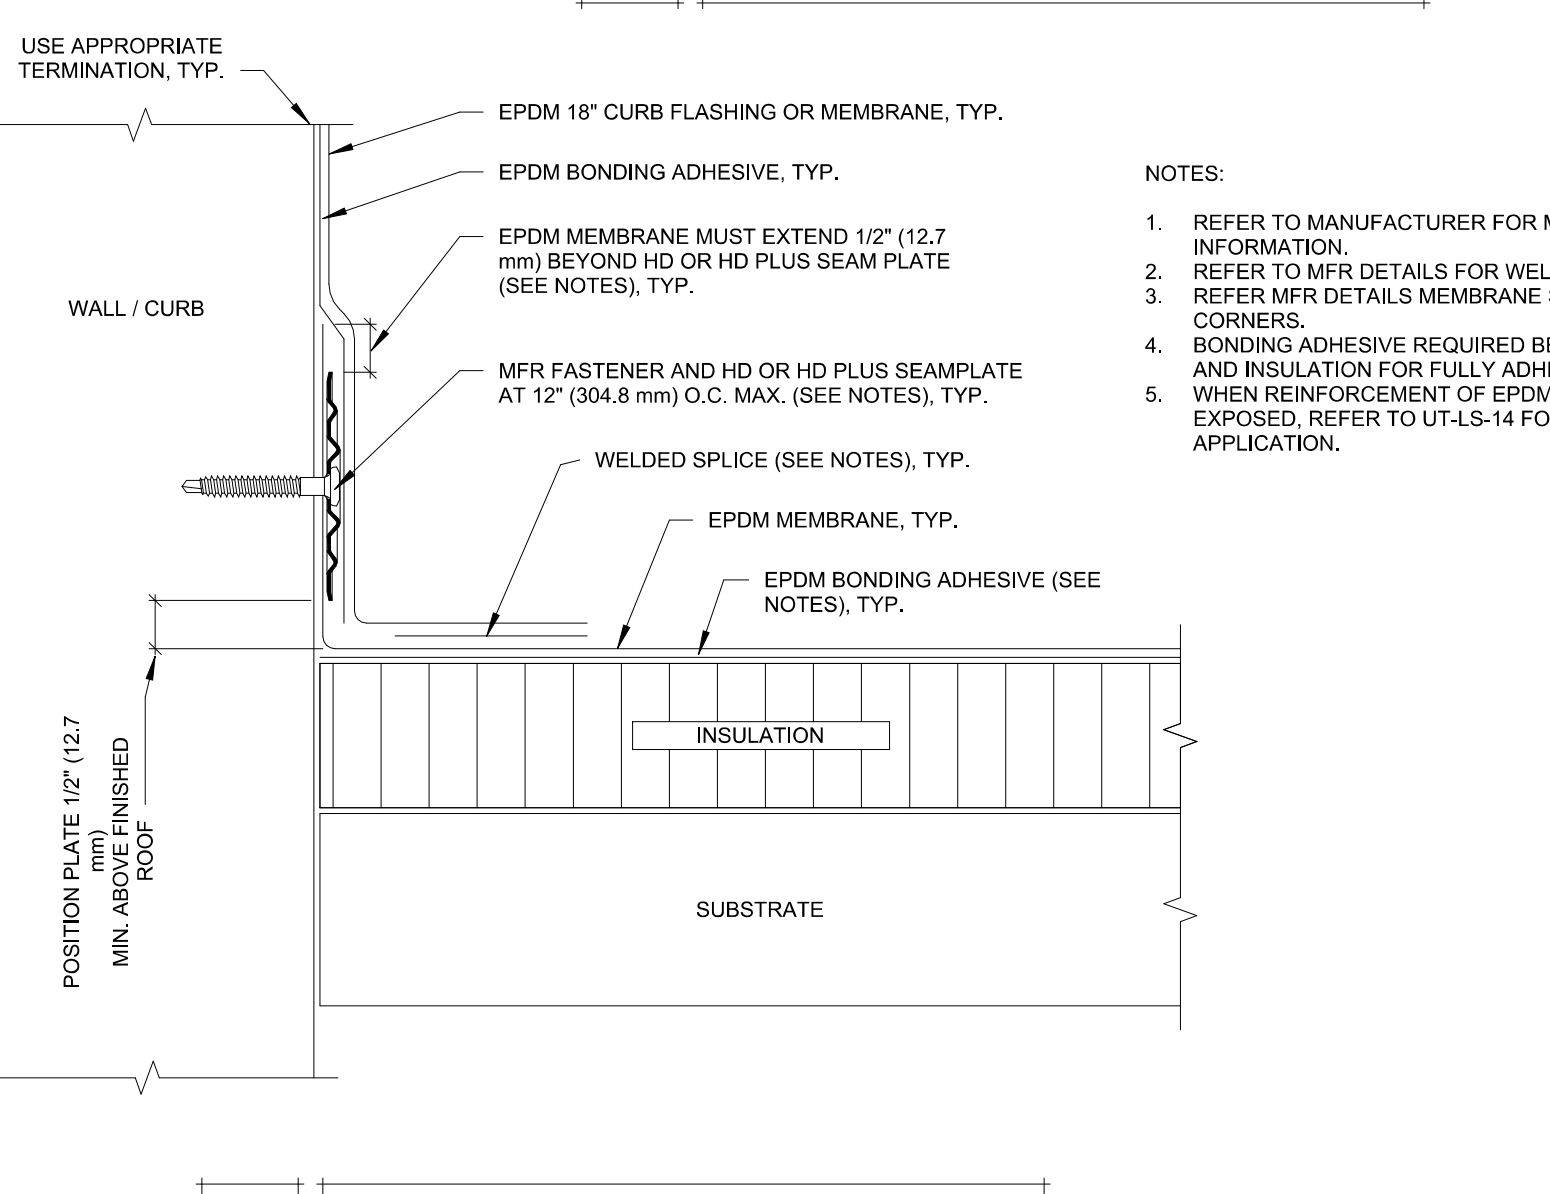 USE APPROPRIATE
TERMINATION, TYP.
EPDM 18" CURB FLASHING OR MEMBRANE, TYP.
EPDM BONDING ADHESIVE, TYP.
EPDM MEMBRANE MUST EXTEND 1/2" (12.7
mm) BEYOND HD OR HD PLUS SEAM PLATE
(SEE NOTES), TYP.
WALL / CURB
MFR FASTENER AND HD OR HD PLUS SEAMPLATE
AT 12" (304.8 mm) O.C. MAX. (SEE NOTES), TYP.
WELDED SPLICE (SEE NOTES), TYP.
EPDM MEMBRANE, TYP.
EPDM BONDING ADHESIVE (SEE
NOTES), TYP.
INSULATION
SUBSTRATE
POSITION PLATE 1/2" (12.7
mm)
MIN. ABOVE FINISHED
ROOF
NOTES:
1. REFER TO MANUFACTURER FOR
INFORMATION.
2. REFER TO MFR DETAILS FOR
3. REFER MFR DETAILS MEMBRANE
CORNERS.
4. BONDING ADHESIVE REQUIRED
AND INSULATION FOR FULLY
5. WHEN REINFORCEMENT OF EPDM
EXPOSED, REFER TO UT-LS-14
APPLICATION.